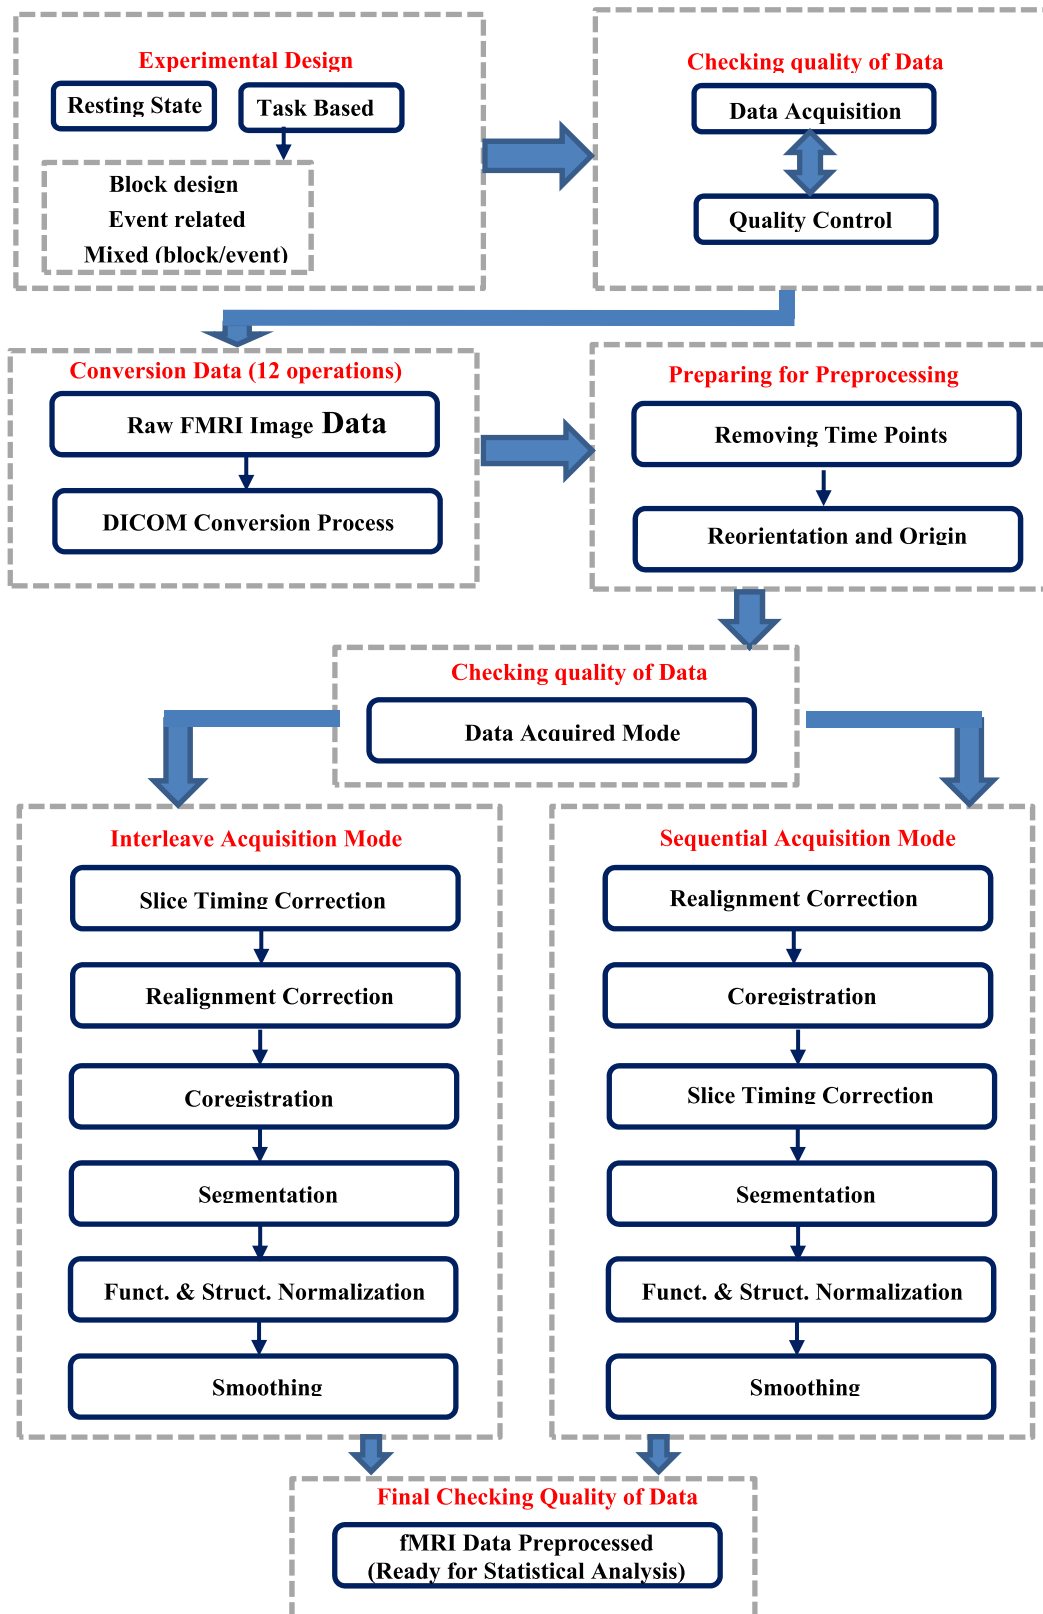 Experimental Design
Resting State
Task Based
Block design
Event related
Mixed (block/event)
Checking quality of Data
Data Acquisition
Quality Control
Conversion Data (12 operations)
Raw FMRI Image Data
DICOM Conversion Process
Preparing for Preprocessing
Removing Time Points
Reorientation and Origin
Checking quality of Data
Data Acquired Mode
Interleave Acquisition Mode
Slice Timing Correction
Realignment Correction
Coregistration
Segmentation
Funct. & Struct. Normalization
Smoothing
Sequential Acquisition Mode
Realignment Correction
Coregistration
Slice Timing Correction
Segmentation
Funct. & Struct. Normalization
Smoothing
Final Checking Quality of Data
fMRI Data Preprocessed
(Ready for Statistical Analysis)